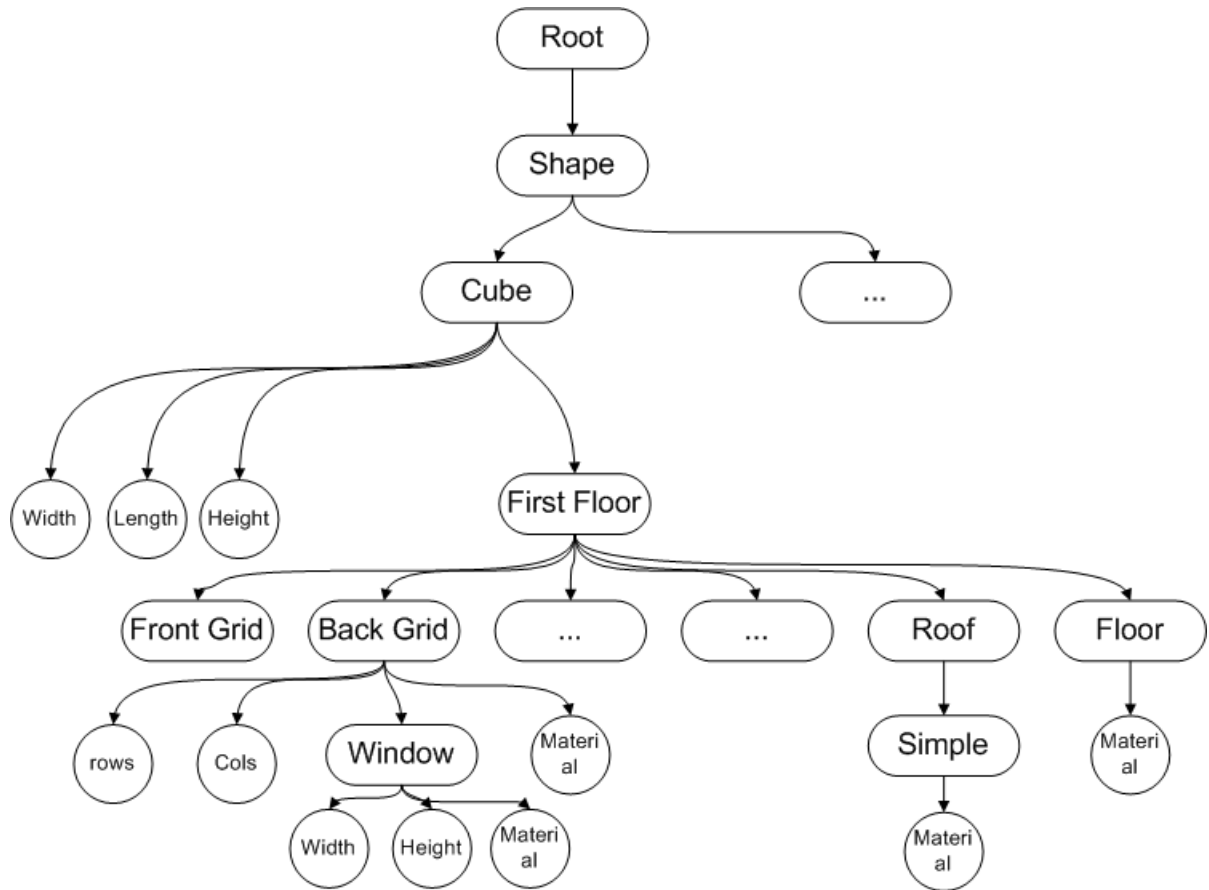 Root
Shape
Cube
...
Width
Length
Height
First Floor
Front Grid
Back Grid
...
...
Roof
Floor
rows
Cols
Window
Materi
al
Simple
Materi
al
Width
Height
Materi
al
Materi
al